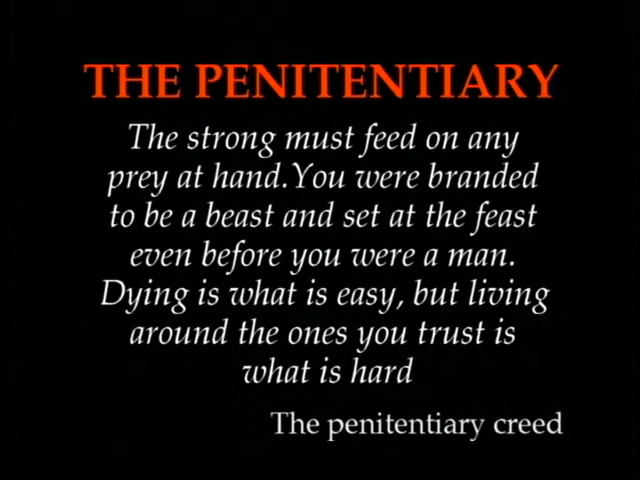 THE PENITENTIARY
The strong must feed on any
prey at hand.You were branded
to be a beast and set at the feast
even before you were a man.
Dying is what is easy, but living
around the ones you trust is
what is hard
The penitentiary creed